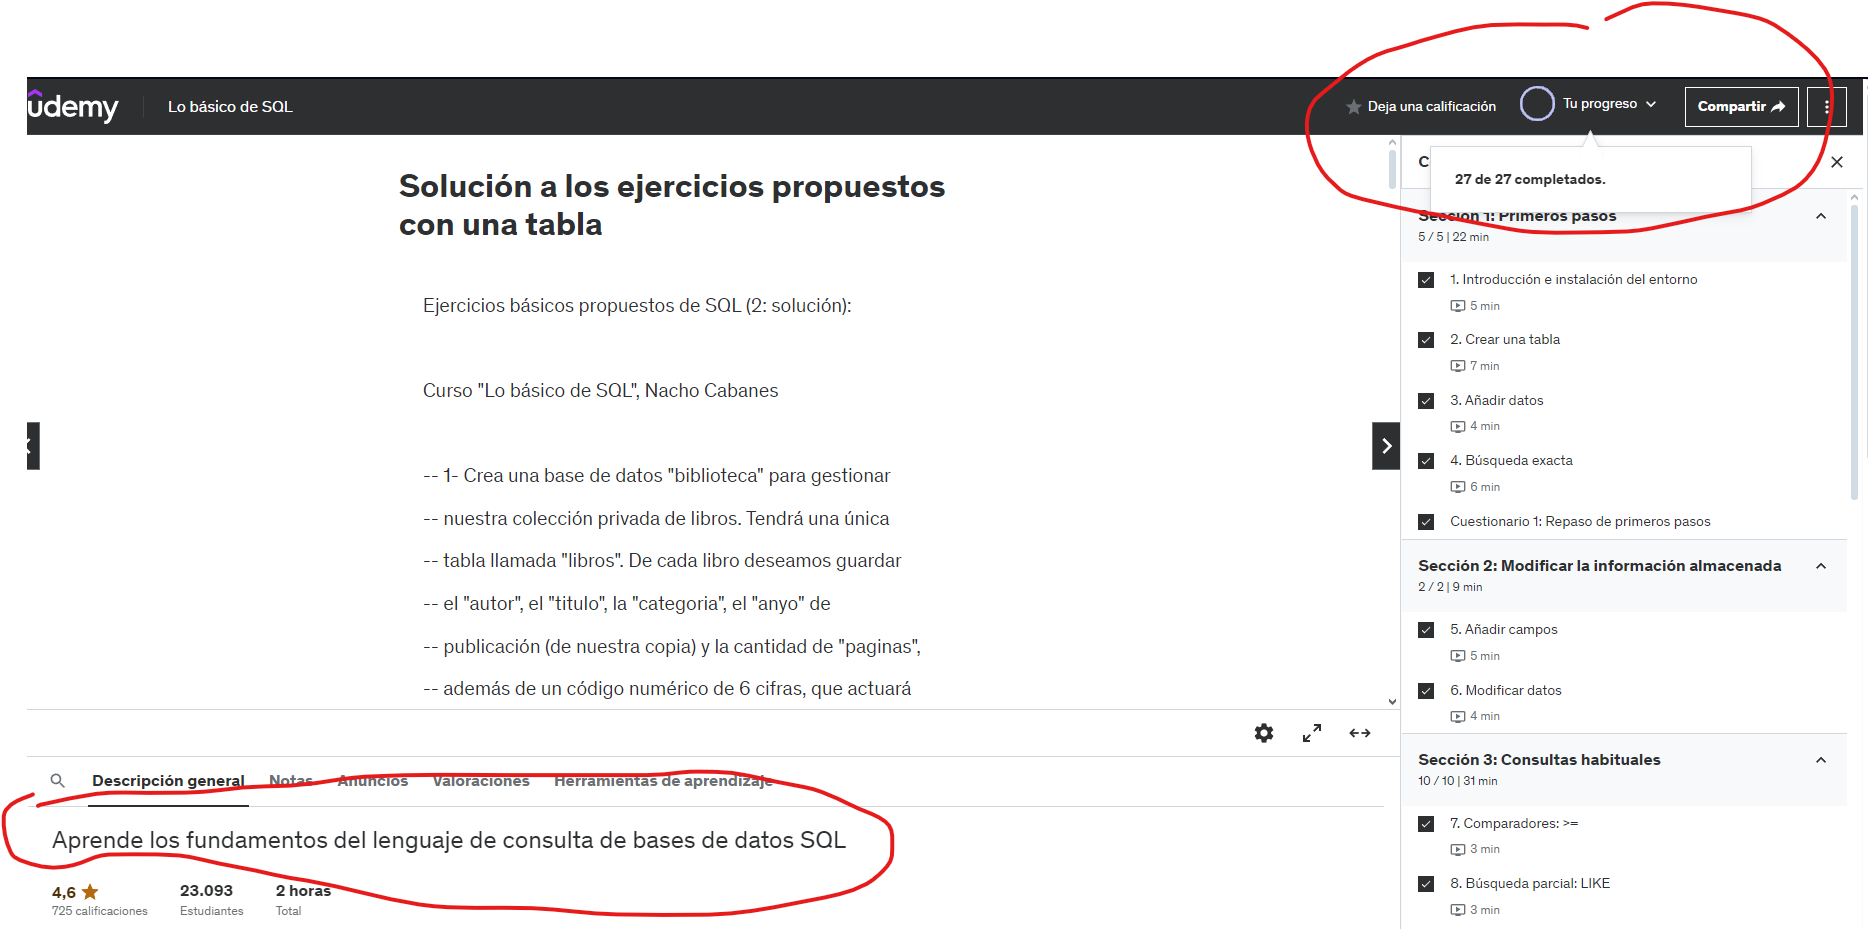 ûdemy
Lo básico de SQL
Deja una calificación
Tu progreso
Compartir
27 de 27 completados.
C
Solución a los ejercicios propuestos
con una tabla
Ejercicios básicos propuestos de SQL (2: solución):
Curso "Lo básico de SQL", Nacho Cabanes
-- 1- Crea una base de datos "biblioteca" para gestionar
-- nuestra colección privada de libros. Tendrá una única
-- tabla llamada "libros". De cada libro deseamos guardar
-- el "autor", el "titulo", la "categoria", el "anyo" de
-- publicación (de nuestra copia) y la cantidad de "paginas",
-- además de un código numérico de 6 cifras, que actuará
Descripción general
Notas
Anuncios
Valoraciones
Herramientas de aprendizaje
Aprende los fundamentos del lenguaje de consulta de bases de datos SQL
4,6
725 calificaciones
23.093
Estudiantes
2 horas
Total
Sección 1: Primeros pasos
5 / 5 | 22 min
1. Introducción e instalación del entorno
5 min
2. Crear una tabla
7 min
3. Añadir datos
4 min
4. Búsqueda exacta
6 min
Cuestionario 1: Repaso de primeros pasos
Sección 2: Modificar la información almacenada
2 / 2 | 9 min
5. Añadir campos
5 min
6. Modificar datos
4 min
Sección 3: Consultas habituales
10 / 10 | 31 min
7. Comparadores: >=
3 min
8. Búsqueda parcial: LIKE
3 min